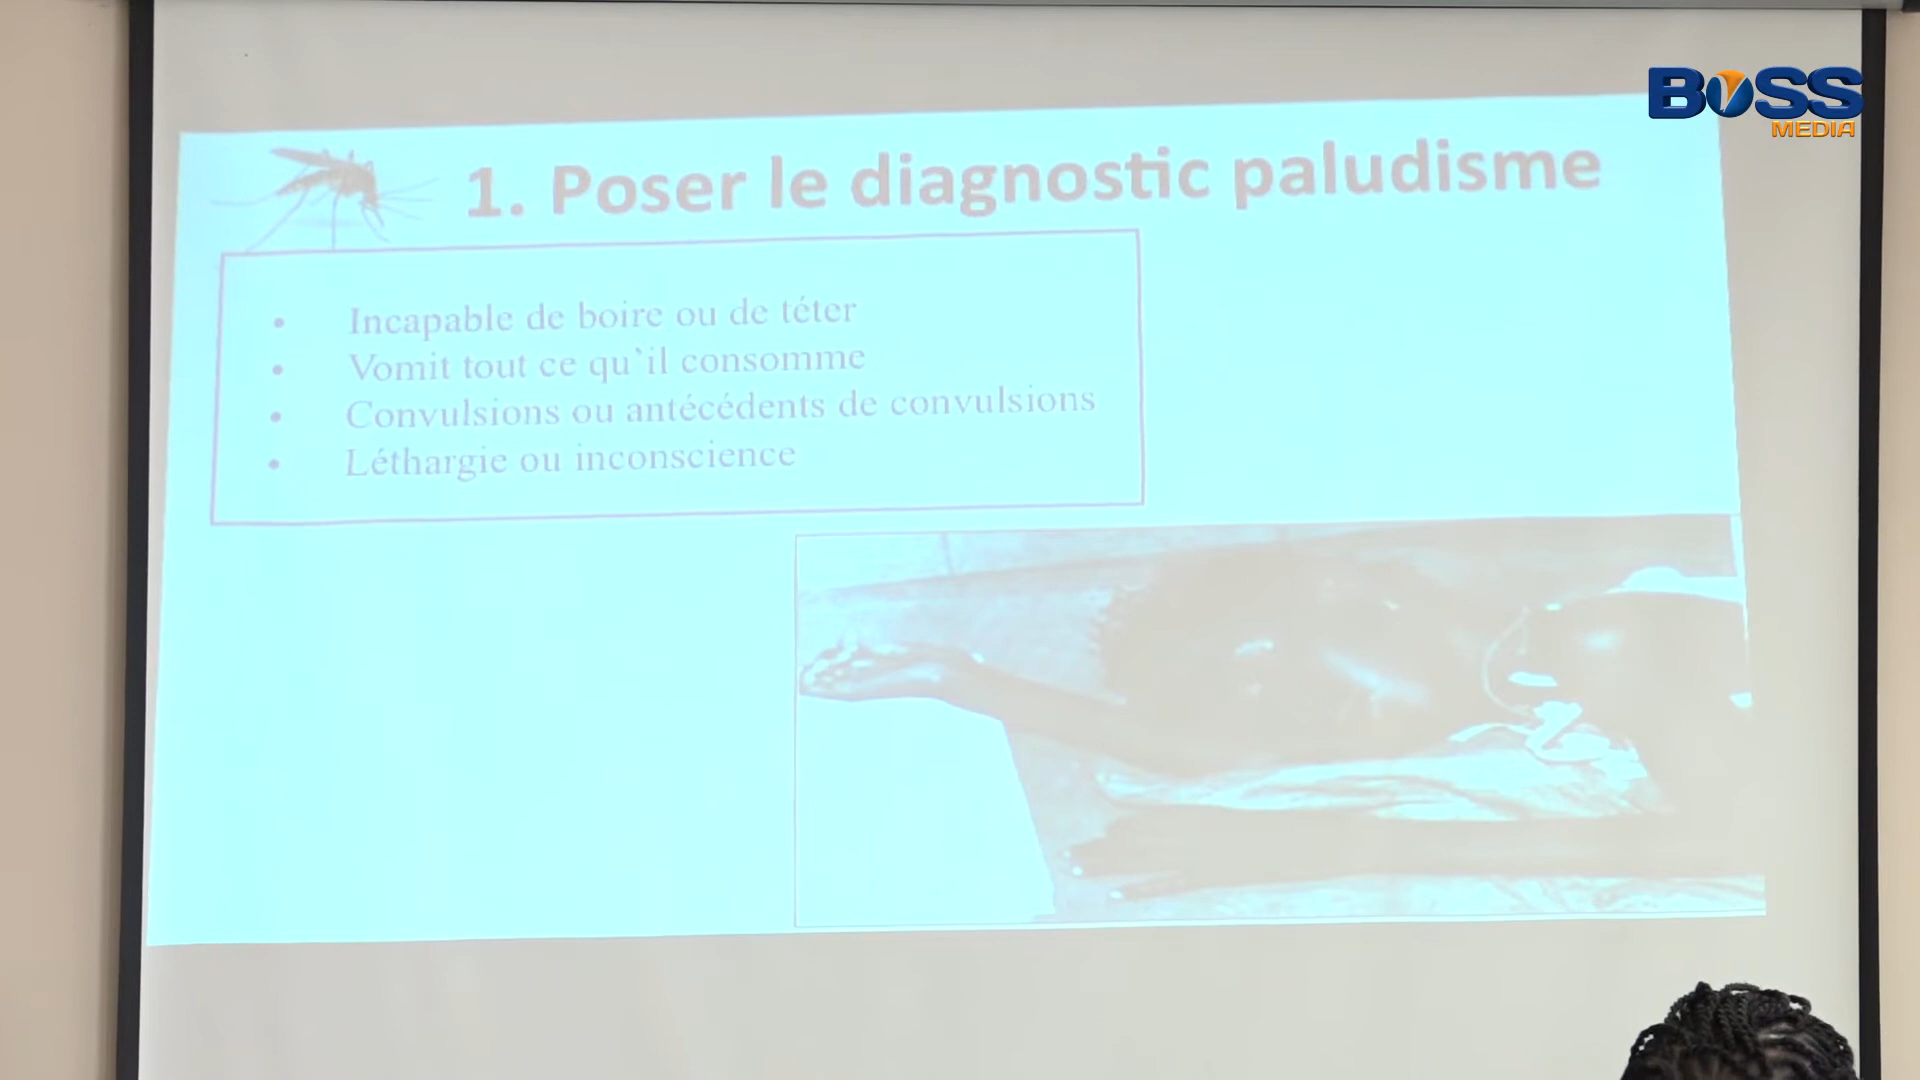 BOSS
MEDIA
1. Poser le diagnostic paludisme
• Incapable de boire ou de téter
• Vomit tout ce qu'il consomme
• Convulsions ou antécédents de convulsions
• Léthargie ou inconscience